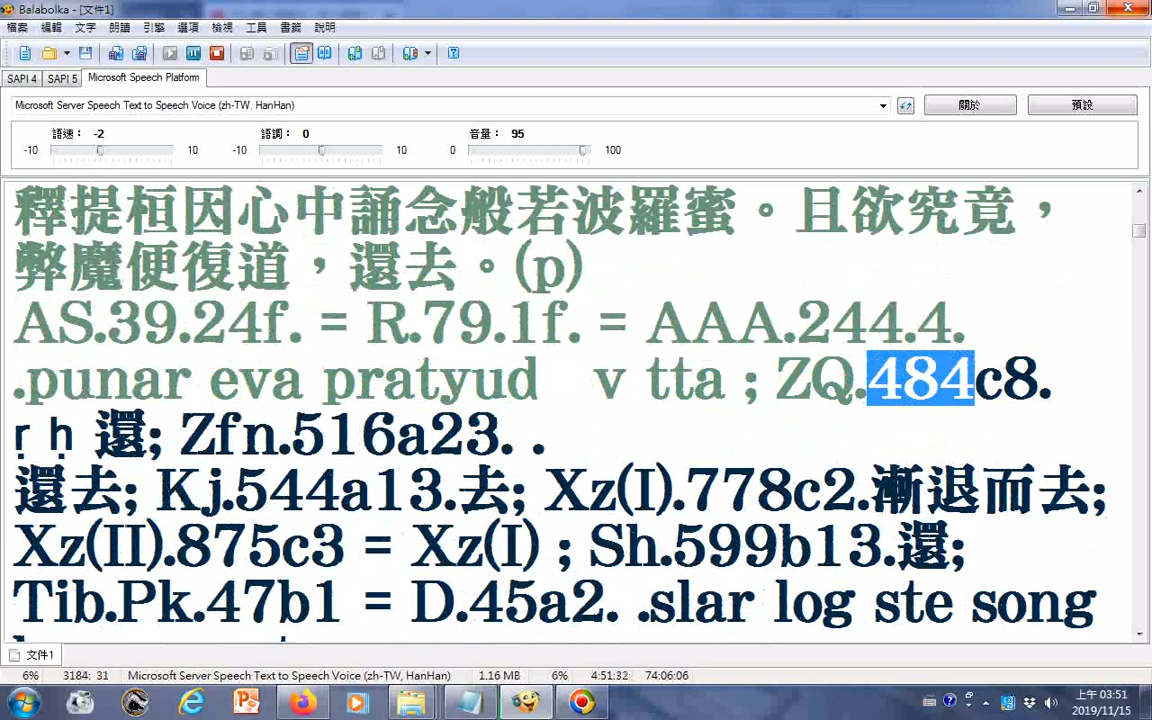 Balabolka - [文件1]
檔案 編輯 文字 朗讀 引擎 選項 檢視 工具 書籤 說明
SAPI 4 SAPI 5 Microsoft Speech Platform
Microsoft Server Speech Text to Speech Voice (zh-TW, HanHan) 關於 預設
語速: -2 語調: 0 音量: 95
-10 10 -10 10 0 100
釋提桓因心中誦念般若波羅蜜。且欲究竟，
弊魔便復道，還去。(p)
AS.39.24f. = R.79.1f. = AAA.244.4.
.punar eva pratyud v tta ; ZQ.484c8.
ṛ ḥ 還; Zfn.516a23. .
還去; Kj.544a13.去; Xz(I).778c2.漸退而去;
Xz(II).875c3 = Xz(I) ; Sh.599b13.還;
Tib.Pk.47b1 = D.45a2. .slar log ste song
文件1
6% 3184: 31 Microsoft Server Speech Text to Speech Voice (zh-TW, HanHan) 1.16 MB 6% 4:51:32 74:06:06
上午 03:51
2019/11/15